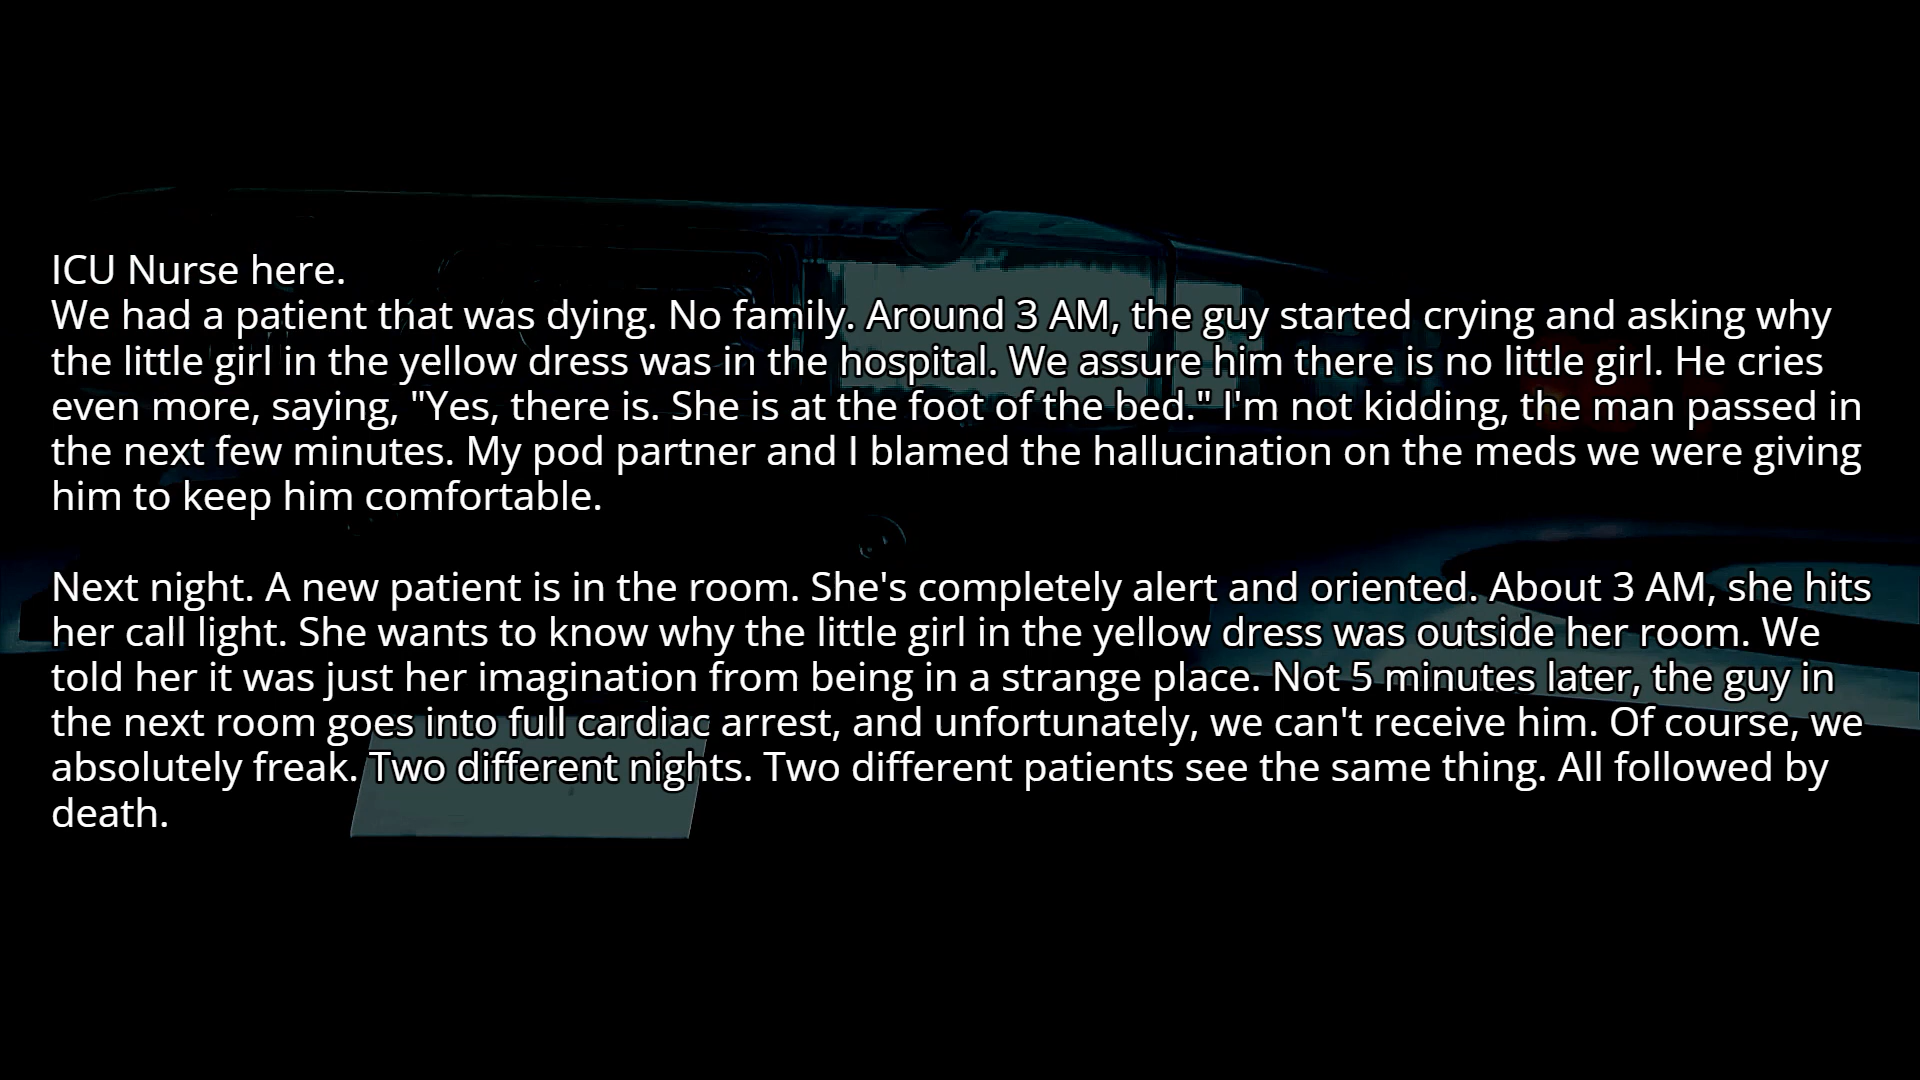 ICU Nurse here.
We had a patient that was dying. No family. Around 3 AM, the guy started crying and asking why
the little girl in the yellow dress was in the hospital. We assure him there is no little girl. He cries
even more, saying, "Yes, there is. She is at the foot of the bed." I'm not kidding, the man passed in
the next few minutes. My pod partner and I blamed the hallucination on the meds we were giving
him to keep him comfortable.
Next night. A new patient is in the room. She's completely alert and oriented. About 3 AM, she hits
her call light. She wants to know why the little girl in the yellow dress was outside her room. We
told her it was just her imagination from being in a strange place. Not 5 minutes later, the guy in
the next room goes into full cardiac arrest, and unfortunately, we can't receive him. Of course, we
absolutely freak. Two different nights. Two different patients see the same thing. All followed by
death.